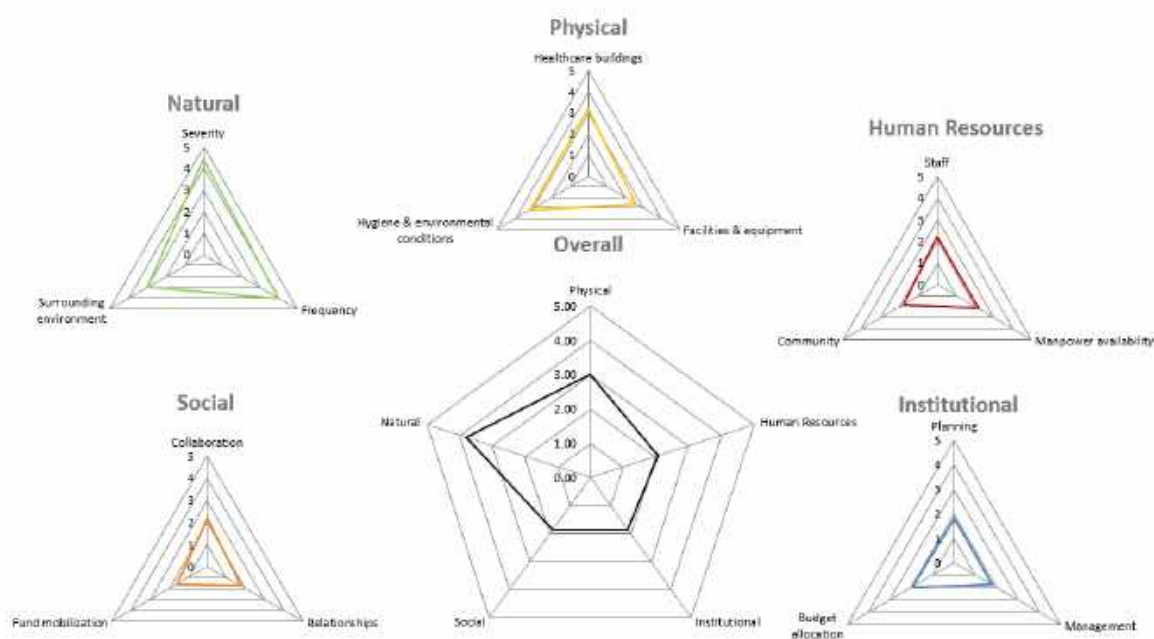 Physical
Healthcare buildings
5
4
3
2
1
0
Hygiene & environmental
conditions
Facilities & equipment
Natural
Severity
5
4
3
2
1
0
Surrounding
environment
Frequency
Human Resources
Staff
5
4
3
2
1
0
Community
Manpower availability
Overall
Physical
5.00
4.00
3.00
2.00
1.00
0.00
Natural
Human Resources
Social
Institutional
Social
Collaboration
5
4
3
2
1
0
Fund mobilization
Relationships
Institutional
Planning
5
4
3
2
1
0
Budget
allocation
Management